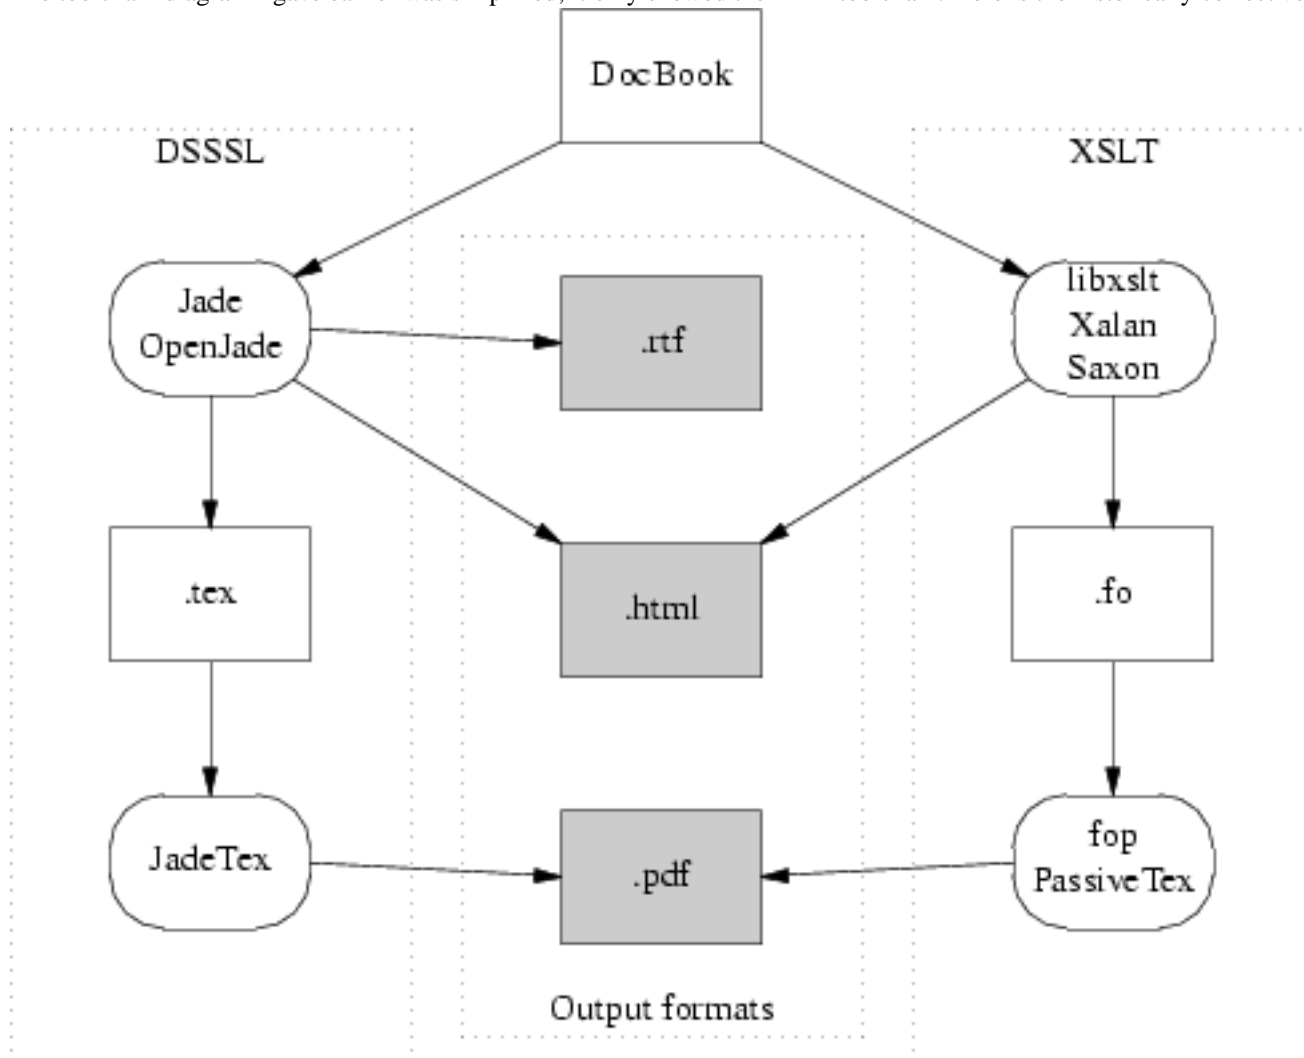 DocBook
DSSSL
XSLT
Jade
OpenJade
.rtf
libxslt
Xalan
Saxon
.tex
.html
.fo
JadeTex
.pdf
fop
PassiveTex
Output formats